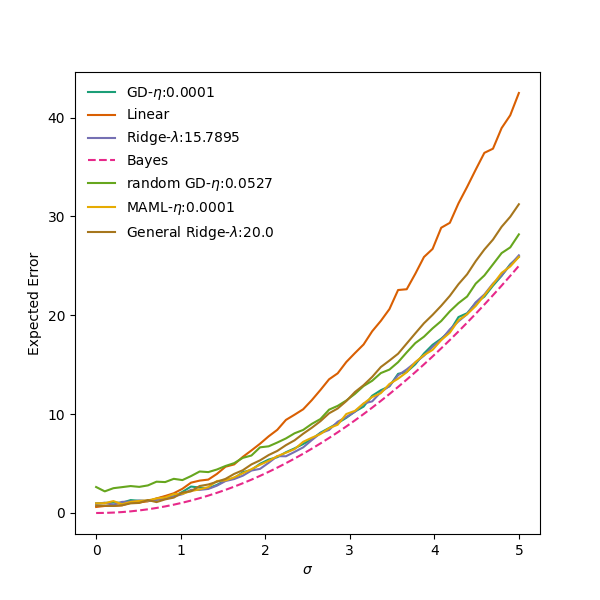 GD-η:0.0001
Linear
Ridge-λ:15.7895
Bayes
random GD-η:0.0527
MAML-η:0.0001
General Ridge-λ:20.0
Expected Error
40
30
20
10
0
0 1 2 3 4 5
σ